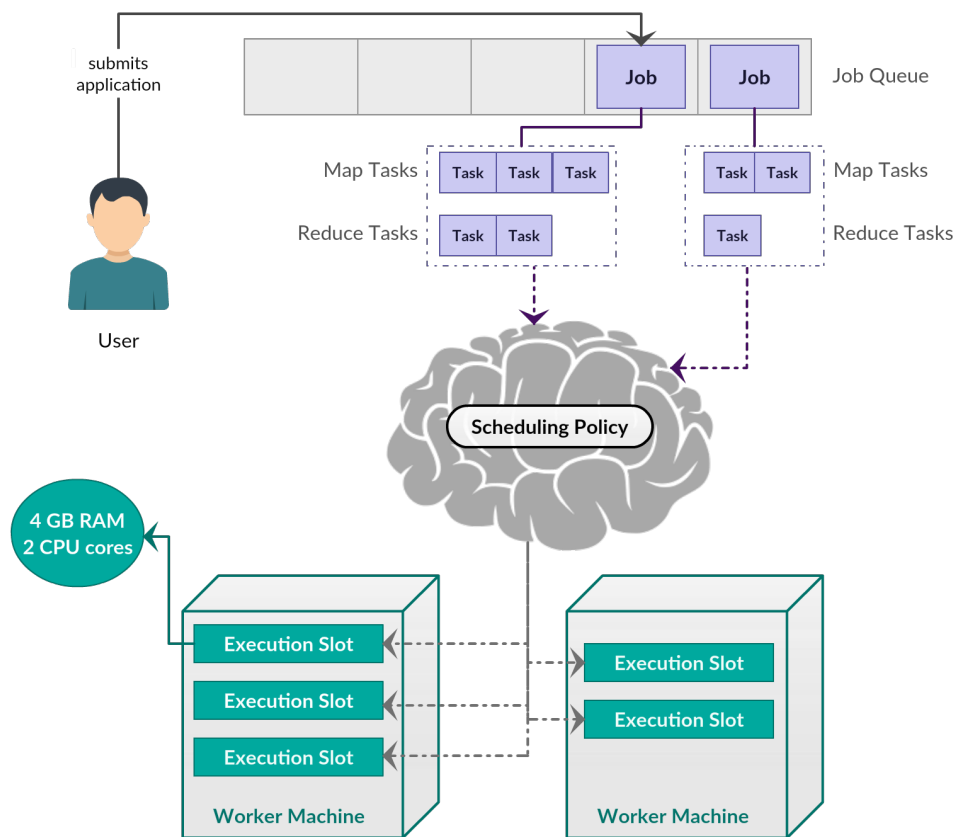 submits
application
Job
Job
Job Queue
Map Tasks
Task Task Task
Task Task
Map Tasks
Reduce Tasks
Task Task
Task
Reduce Tasks
User
Scheduling Policy
4 GB RAM
2 CPU cores
Execution Slot
Execution Slot
Execution Slot
Execution Slot
Execution Slot
Worker Machine
Worker Machine